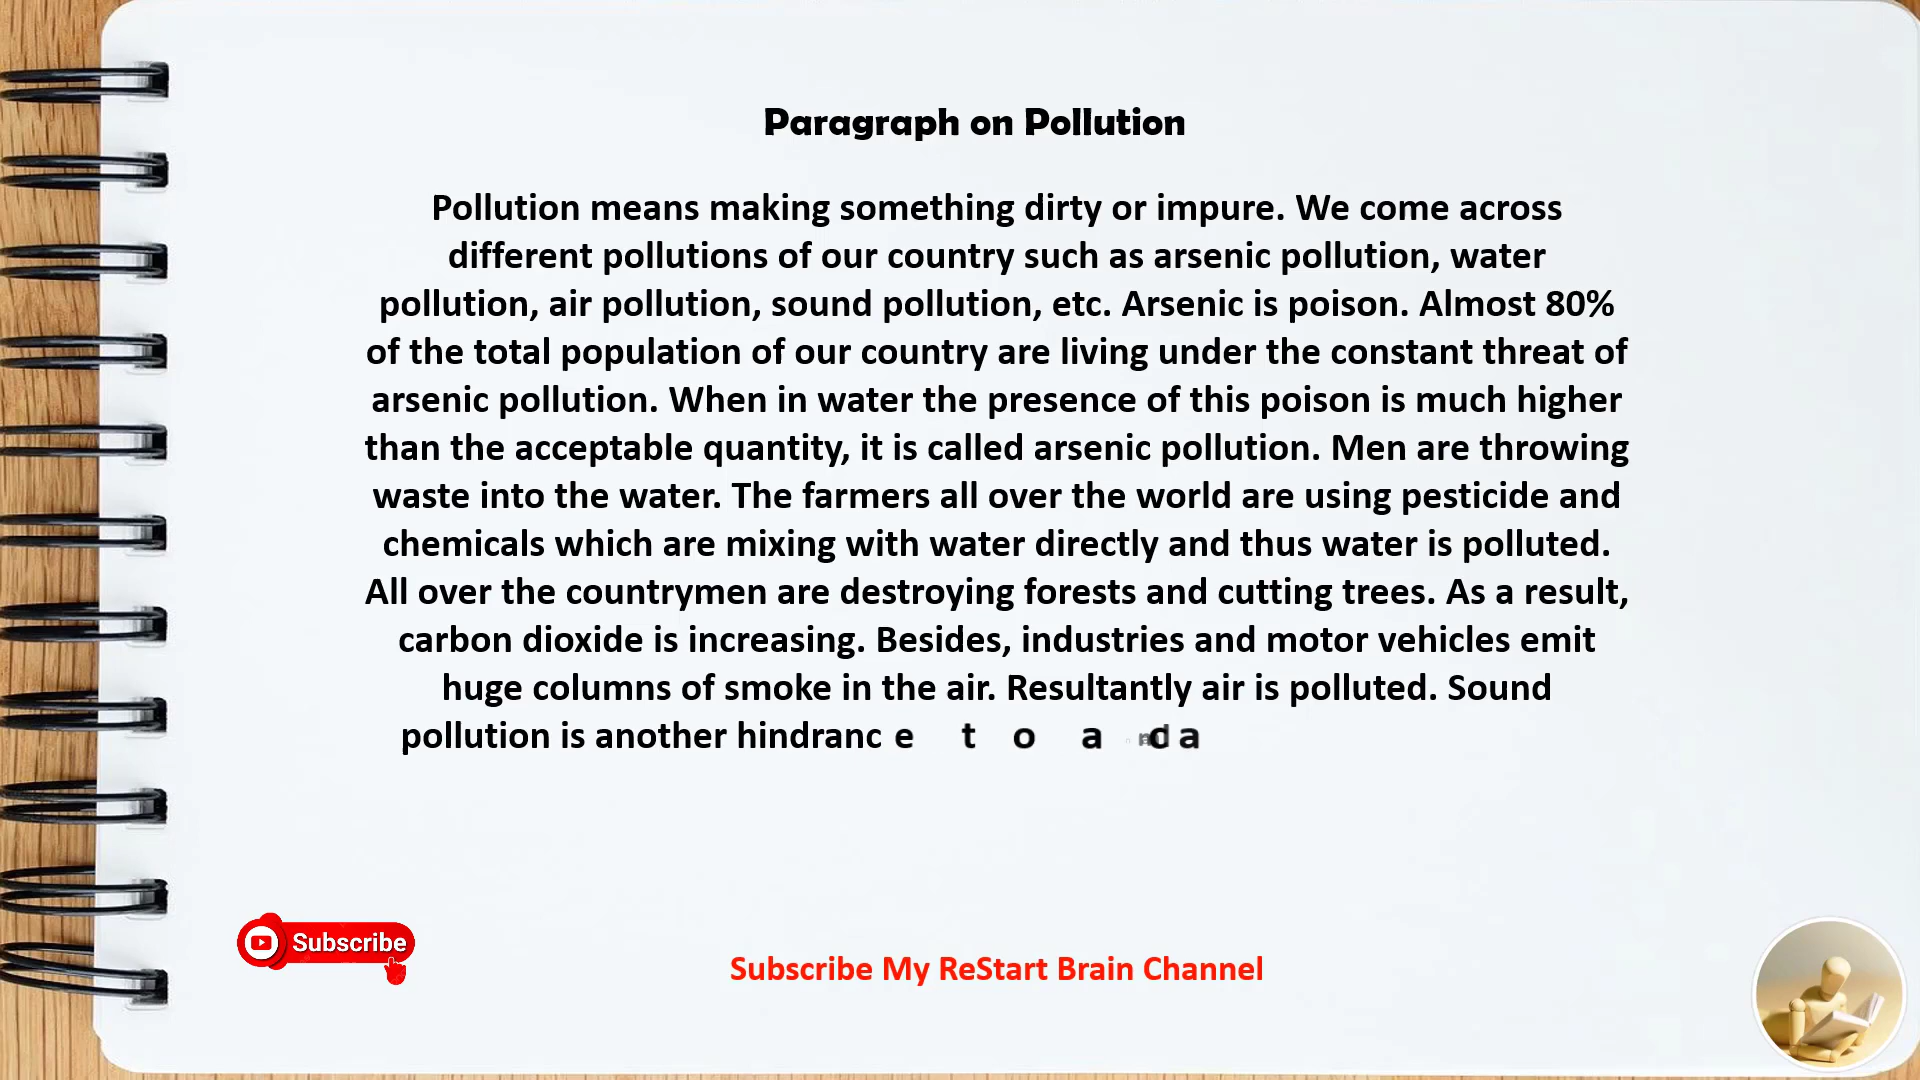 Paragraph on Pollution
Pollution means making something dirty or impure. We come across
different pollutions of our country such as arsenic pollution, water
pollution, air pollution, sound pollution, etc. Arsenic is poison. Almost 80%
of the total population of our country are living under the constant threat of
arsenic pollution. When in water the presence of this poison is much higher
than the acceptable quantity, it is called arsenic pollution. Men are throwing
waste into the water. The farmers all over the world are using pesticide and
chemicals which are mixing with water directly and thus water is polluted.
All over the countrymen are destroying forests and cutting trees. As a result,
carbon dioxide is increasing. Besides, industries and motor vehicles emit
huge columns of smoke in the air. Resultantly air is polluted. Sound
pollution is another hindrance to a
Subscribe
Subscribe My ReStart Brain Channel